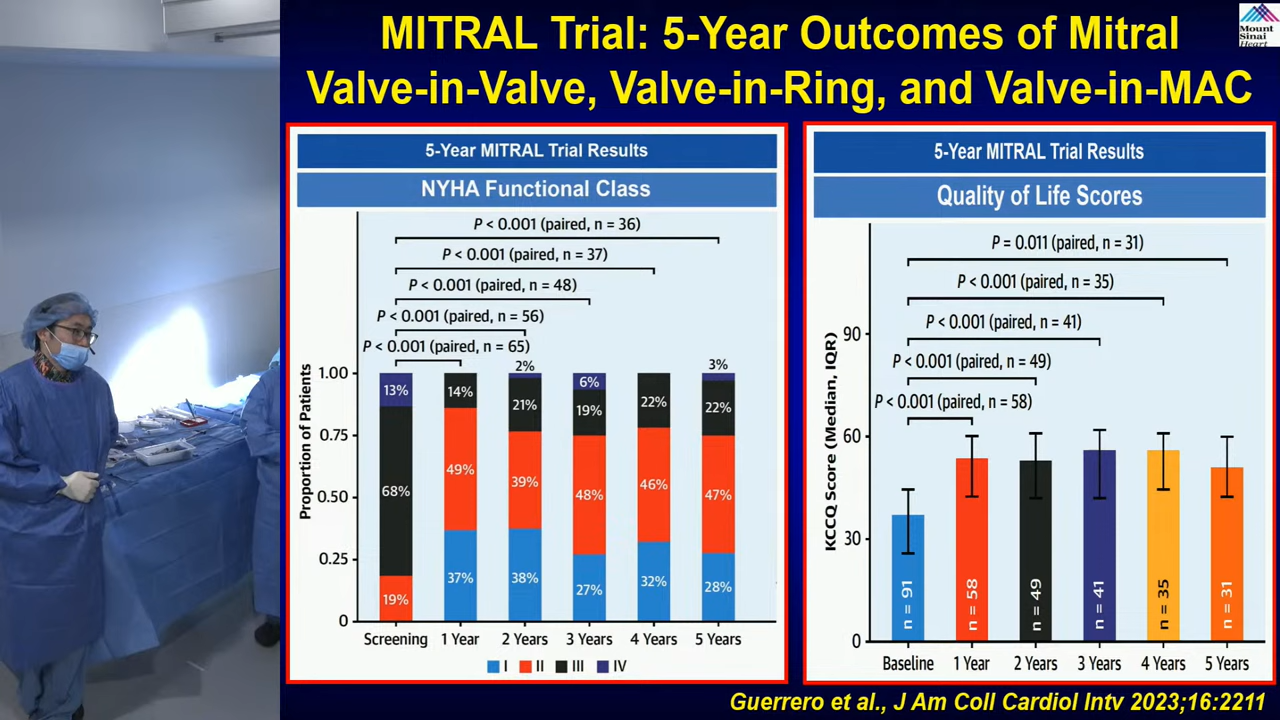 MITRAL Trial: 5-Year Outcomes of Mitral
Valve-in-Valve, Valve-in-Ring, and Valve-in-MAC
Mount
Sinai
Heart
5-Year MITRAL Trial Results
NYHA Functional Class
P < 0.001 (paired, n = 36)
P < 0.001 (paired, n = 37)
P < 0.001 (paired, n = 48)
P < 0.001 (paired, n = 56)
P < 0.001 (paired, n = 65)
Proportion of Patients
1.00
0.75
0.50
0.25
0
13%
68%
19%
14%
49%
37%
2%
21%
39%
38%
6%
19%
48%
27%
22%
46%
32%
3%
22%
47%
28%
Screening 1 Year 2 Years 3 Years 4 Years 5 Years
I II III IV
5-Year MITRAL Trial Results
Quality of Life Scores
P = 0.011 (paired, n = 31)
P < 0.001 (paired, n = 35)
P < 0.001 (paired, n = 41)
P < 0.001 (paired, n = 49)
P < 0.001 (paired, n = 58)
KCCQ Score (Median, IQR)
90
60
30
0
n = 91
n = 58
n = 49
n = 41
n = 35
n = 31
Baseline 1 Year 2 Years 3 Years 4 Years 5 Years
Guerrero et al., J Am Coll Cardiol Intv 2023;16:2211